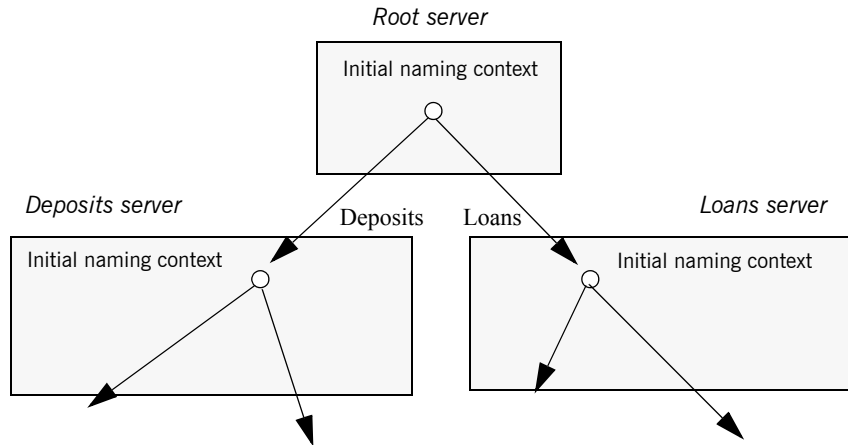 Root server
Initial naming context
Deposits Loans
Deposits server
Loans server
Initial naming context
Initial naming context